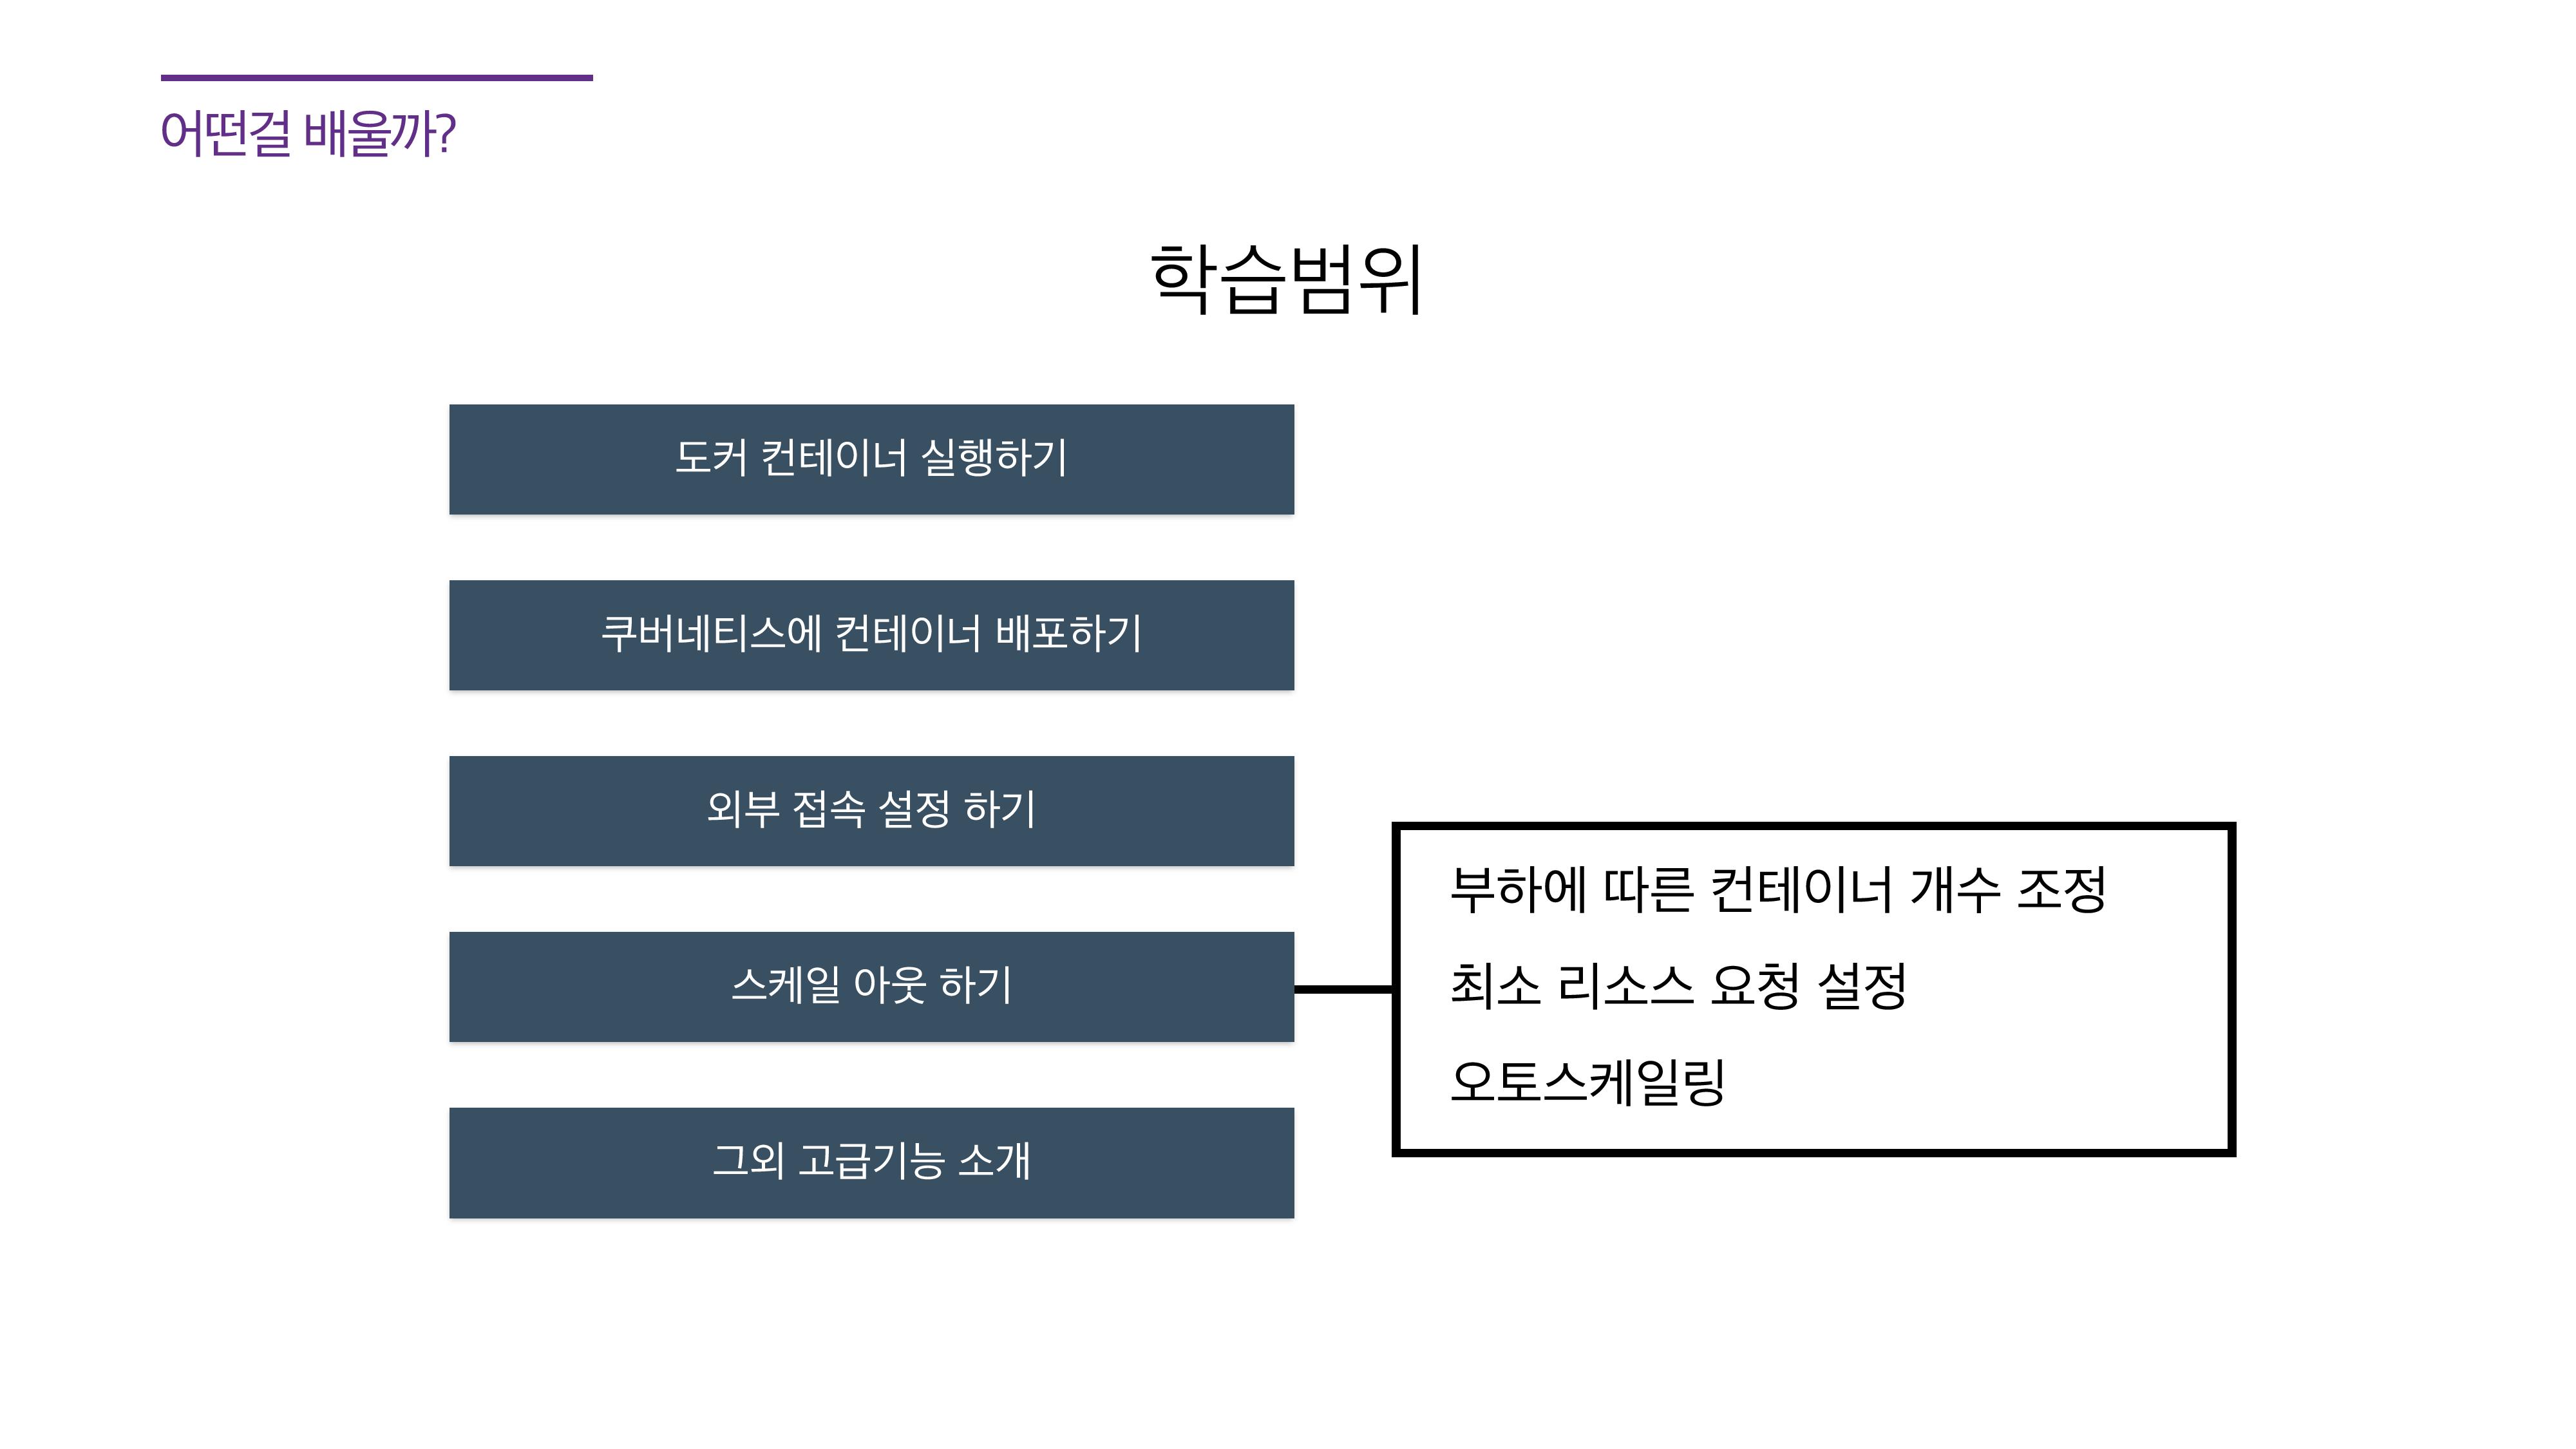 어떤걸 배울까?
학습범위
도커 컨테이너 실행하기
쿠버네티스에 컨테이너 배포하기
외부 접속 설정 하기
스케일 아웃 하기
그외 고급기능 소개
부하에 따른 컨테이너 개수 조정
최소 리소스 요청 설정
오토스케일링